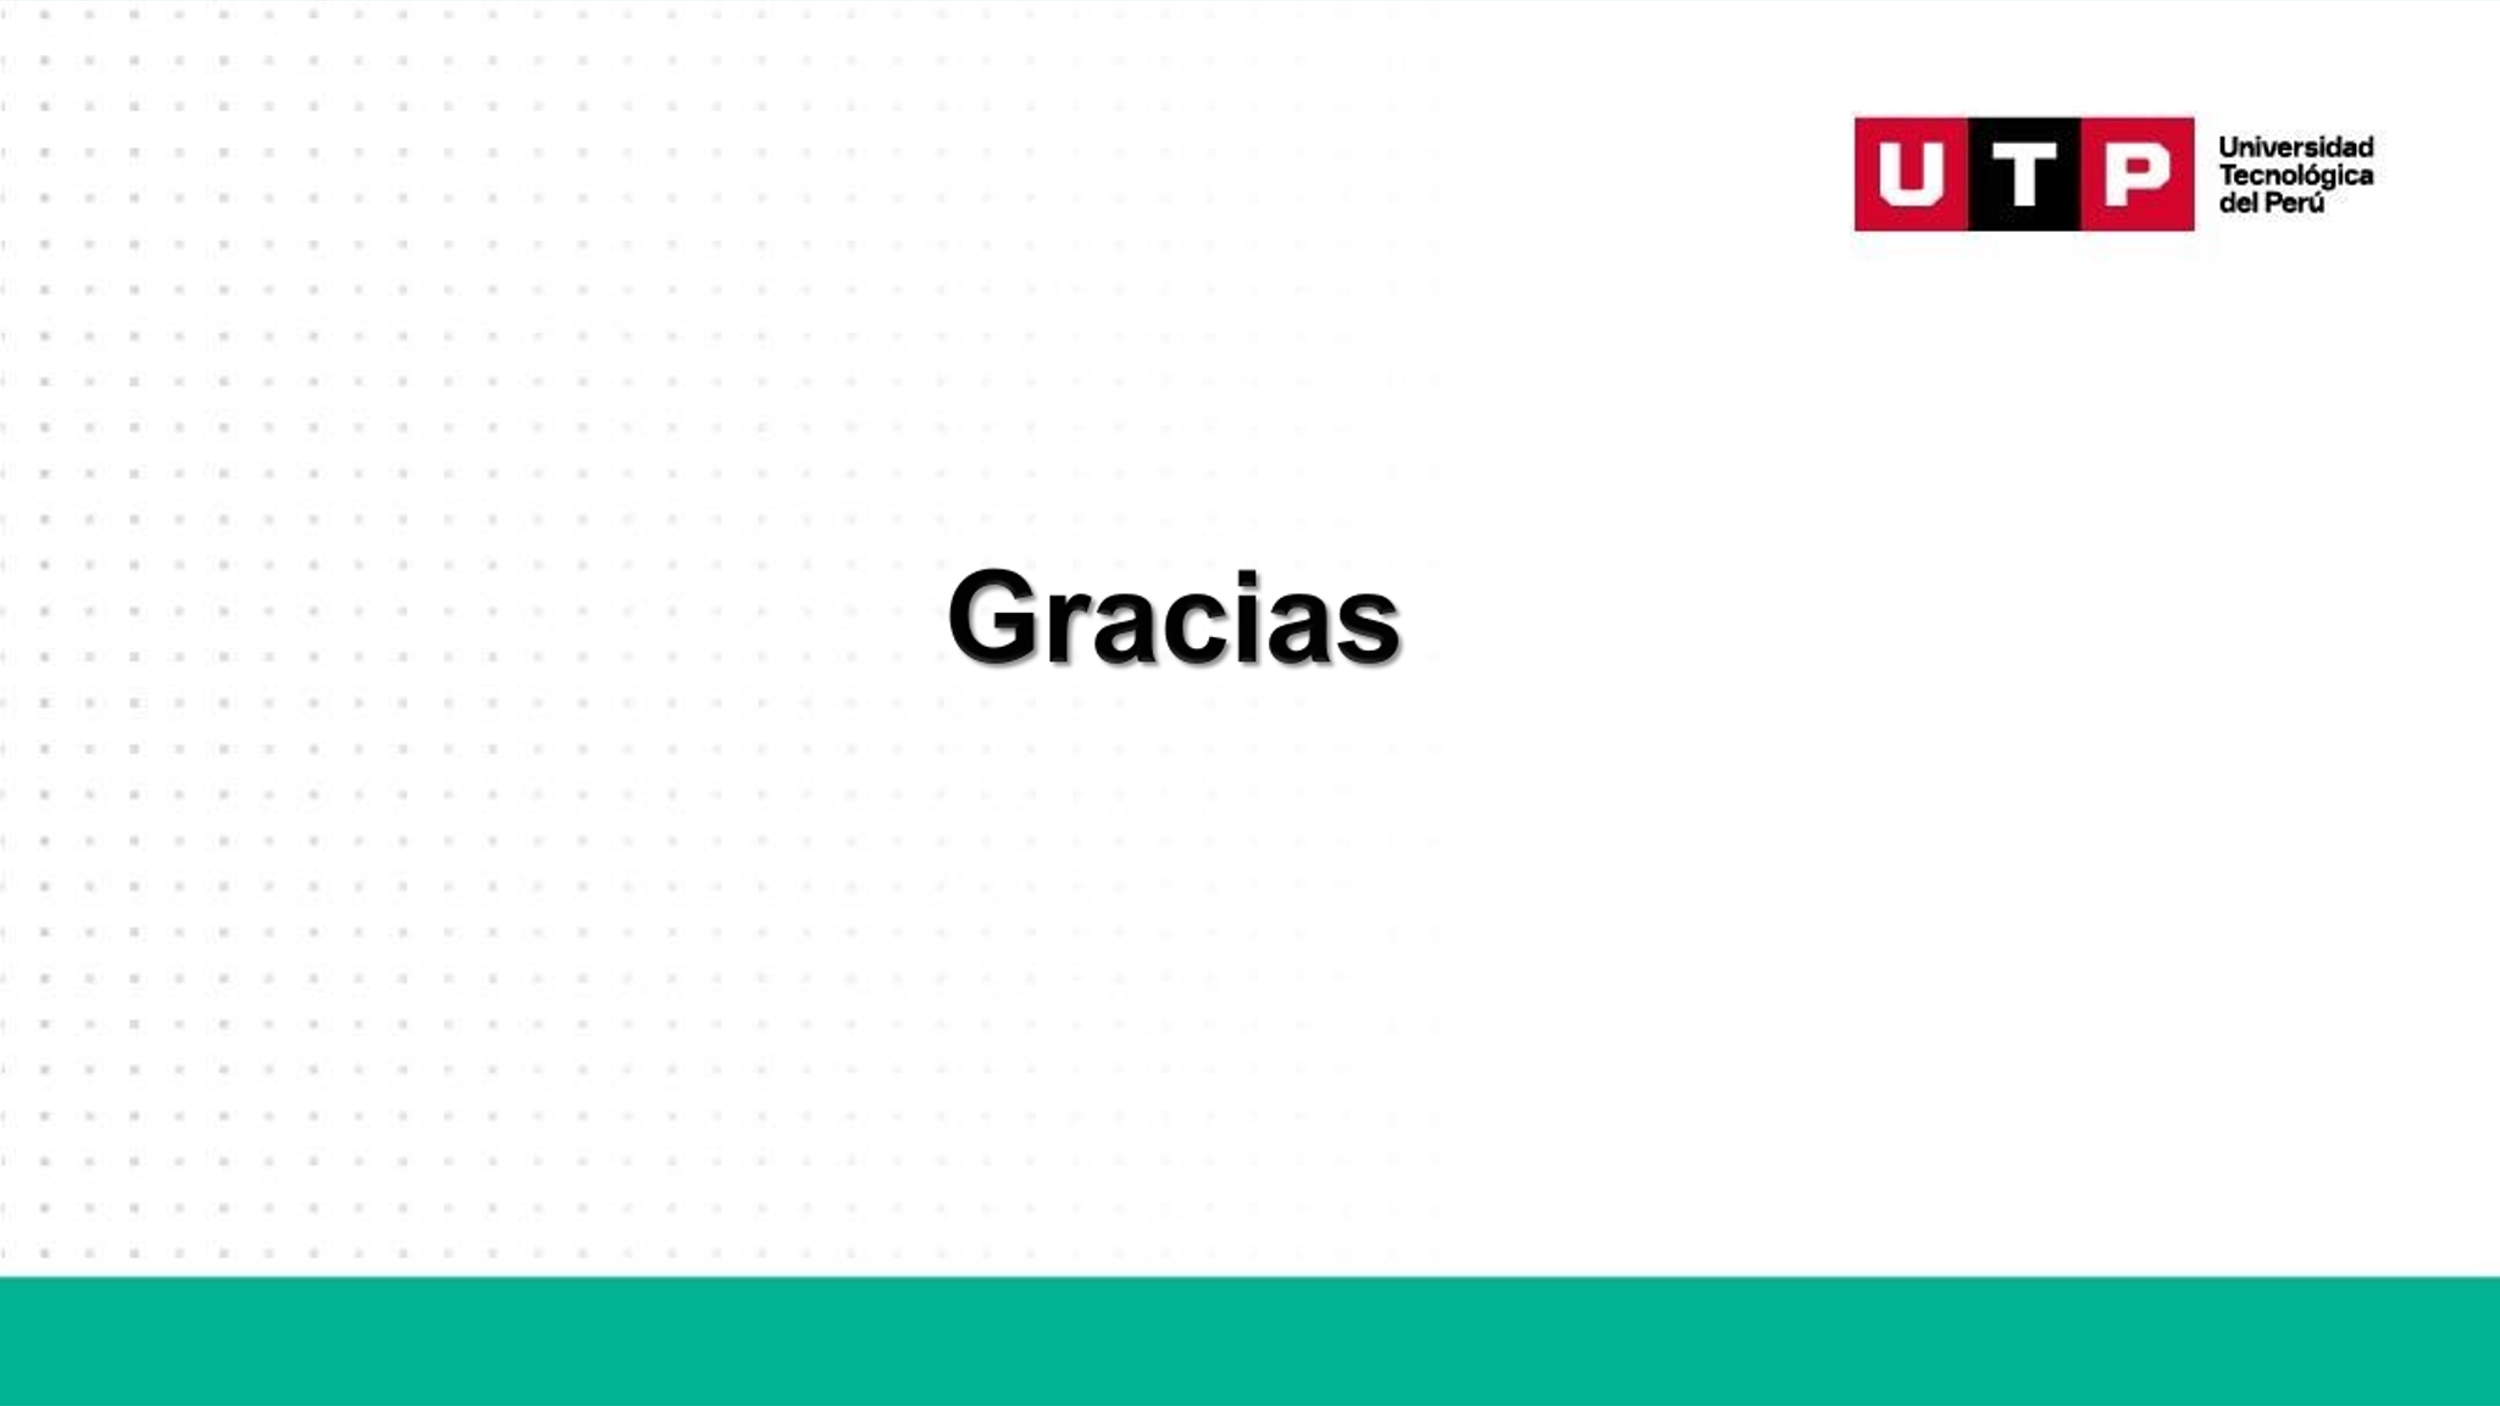 UTP
Universidad
Tecnológica
del Perú
Gracias